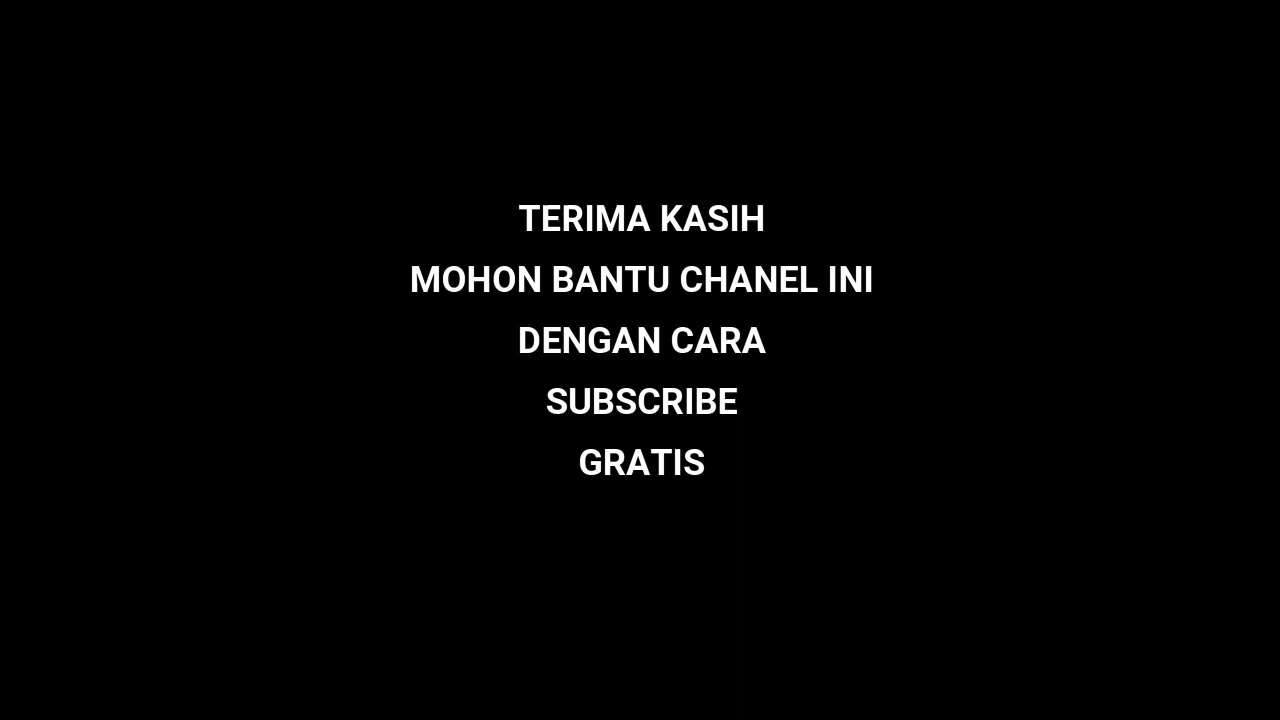 TERIMA KASIH
MOHON BANTU CHANEL INI
DENGAN CARA
SUBSCRIBE
GRATIS